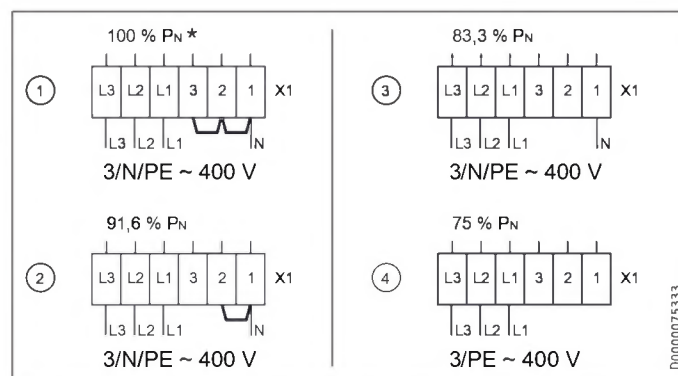 100 % PN *
1
L3 L2 L1 3 2 1 X1
L3 L2 L1 N
3/N/PE ~ 400 V
91,6 % PN
2
L3 L2 L1 3 2 1 X1
L3 L2 L1 N
3/N/PE ~ 400 V
83,3 % PN
3
L3 L2 L1 3 2 1 X1
L3 L2 L1 N
3/N/PE ~ 400 V
75 % PN
4
L3 L2 L1 3 2 1 X1
L3 L2 L1
3/PE ~ 400 V
D0000075333